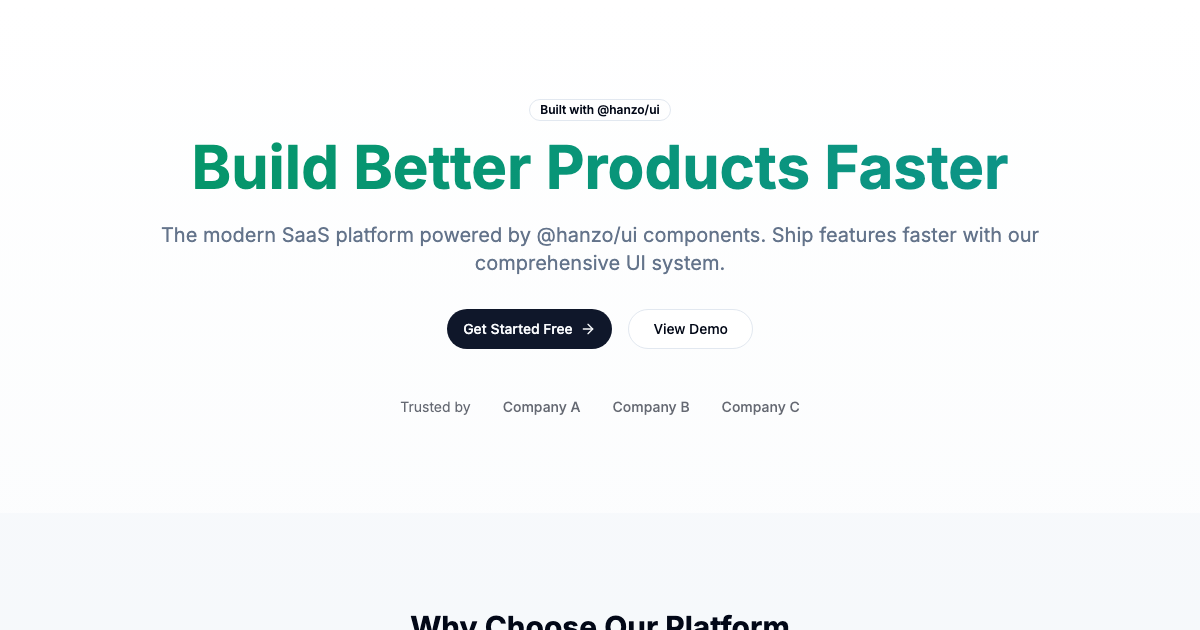 Built with @hanzo/ui
Build Better Products Faster
The modern SaaS platform powered by @hanzo/ui components. Ship features faster with our
comprehensive UI system.
Get Started Free →
View Demo
Trusted by
Company A
Company B
Company C
Why Choose Our Platform